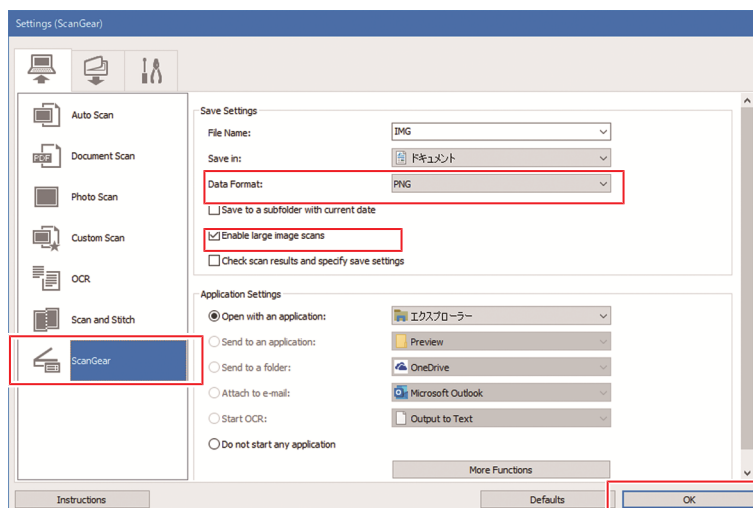 Settings (ScanGear)
Auto Scan
PDF
Document Scan
Photo Scan
Custom Scan
OCR
Scan and Stitch
ScanGear
Save Settings
File Name: IMG
Save in: ドキュメント
Data Format: PNG
Save to a subfolder with current date
Enable large image scans
Check scan results and specify save settings
Application Settings
Open with an application: エクスプローラー
Send to an application: Preview
Send to a folder: OneDrive
Attach to e-mail: Microsoft Outlook
Start OCR: Output to Text
Do not start any application
More Functions
Instructions Defaults OK